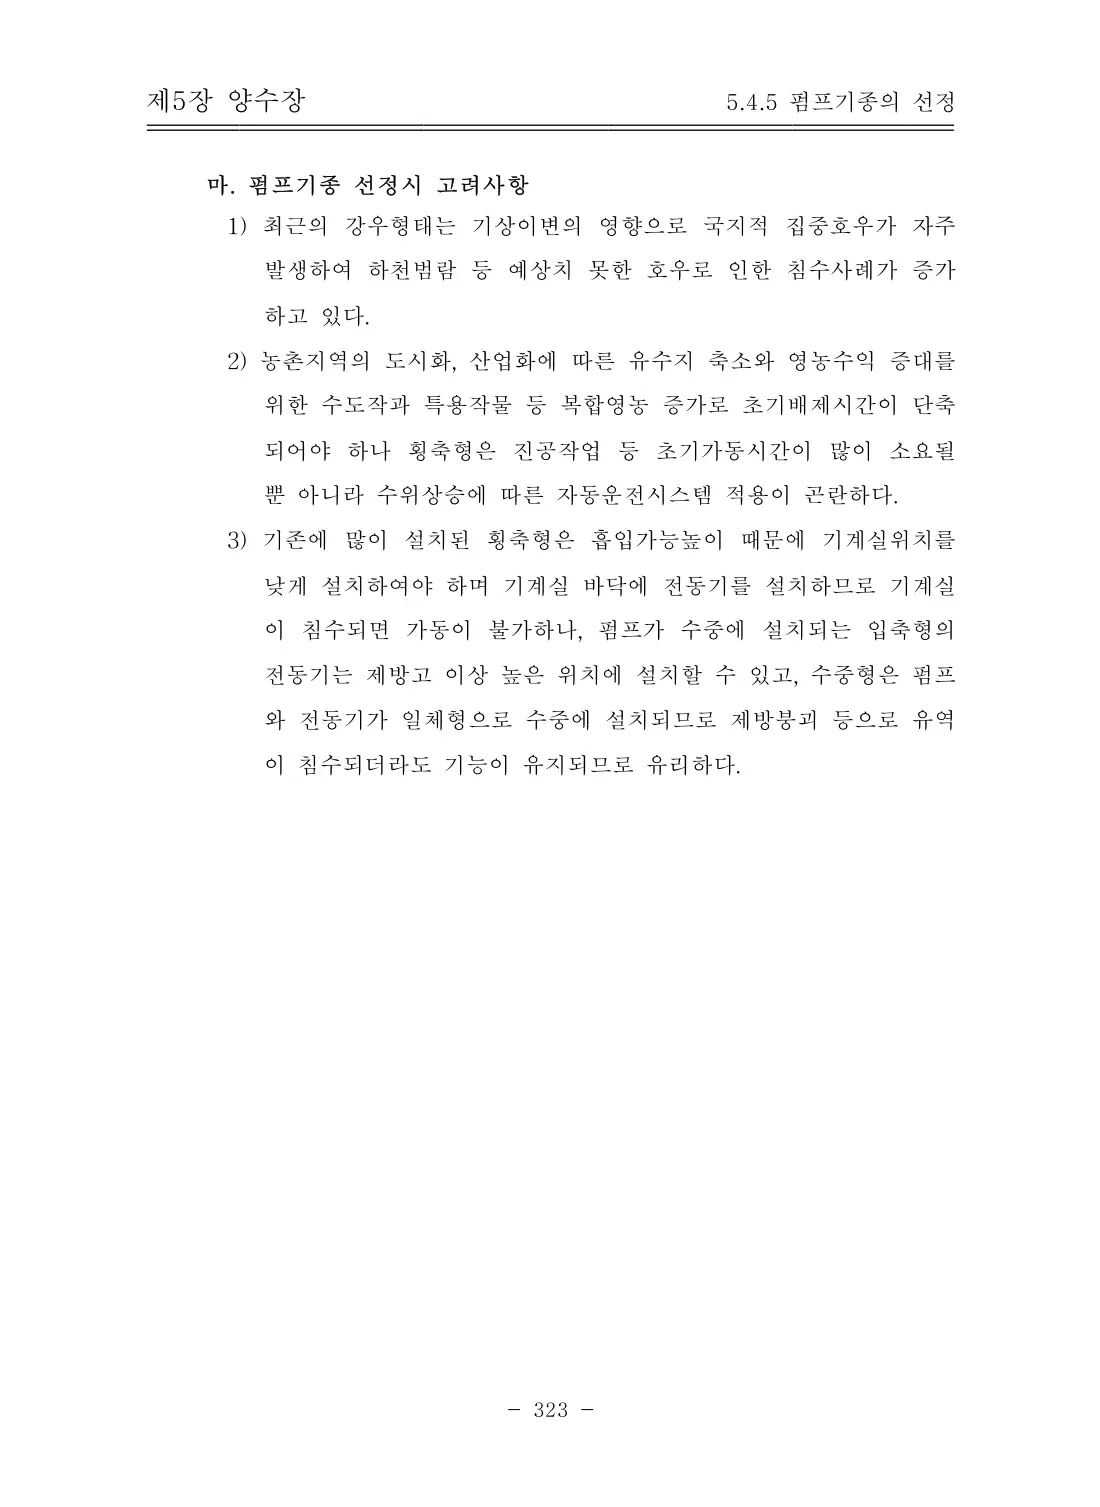 제5장 양수장
5.4.5 펌프기종의 선정
마. 펌프기종 선정시 고려사항
1) 최근의 강우형태는 기상이변의 영향으로 국지적 집중호우가 자주
발생하여 하천범람 등 예상치 못한 호우로 인한 침수사례가 증가
하고 있다.
2) 농촌지역의 도시화, 산업화에 따른 유수지 축소와 영농수익 증대를
위한 수도작과 특용작물 등 복합영농 증가로 초기배제시간이 단축
되어야 하나 횡축형은 진공작업 등 초기가동시간이 많이 소요될
뿐 아니라 수위상승에 따른 자동운전시스템 적용이 곤란하다.
3) 기존에 많이 설치된 횡축형은 흡입가능높이 때문에 기계실위치를
낮게 설치하여야 하며 기계실 바닥에 전동기를 설치하므로 기계실
이 침수되면 가동이 불가하나, 펌프가 수중에 설치되는 입축형의
전동기는 제방고 이상 높은 위치에 설치할 수 있고, 수중형은 펌프
와 전동기가 일체형으로 수중에 설치되므로 제방붕괴 등으로 유역
이 침수되더라도 기능이 유지되므로 유리하다.
- 323 -